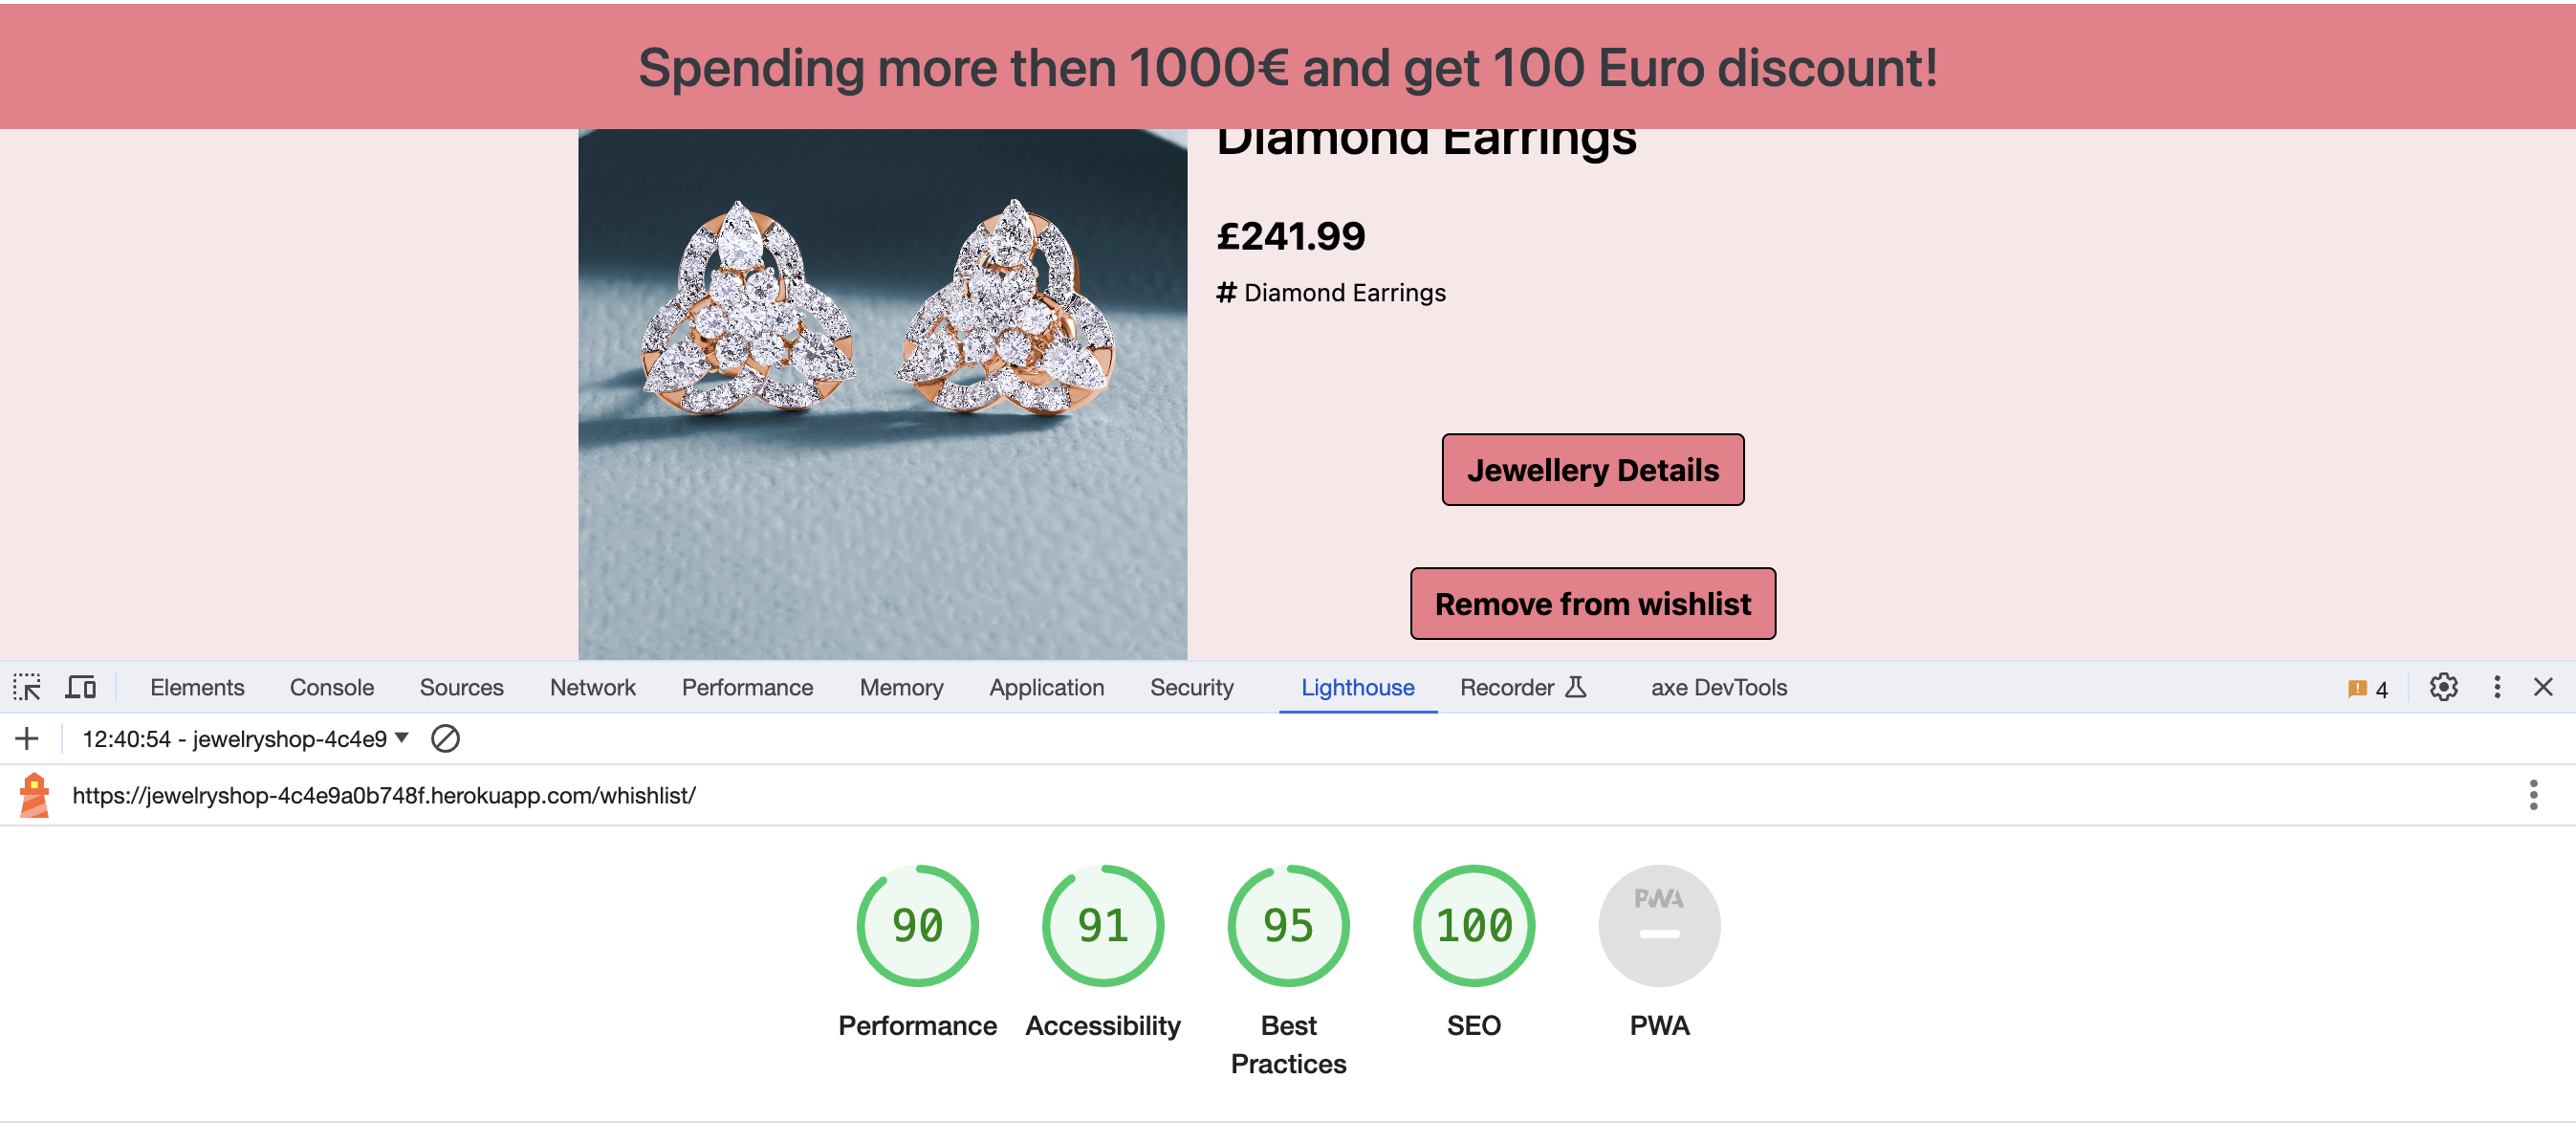 Spending more then 1000€ and get 100 Euro discount!
Diamond Earrings
£241.99
# Diamond Earrings
Jewellery Details
Remove from wishlist
Elements Console Sources Network Performance Memory Application Security Lighthouse Recorder axe DevTools 4
12:40:54 - jewelryshop-4c4e9
https://jewelryshop-4c4e9a0b748f.herokuapp.com/whishlist/
90 91 95 100 PWA
Performance Accessibility Best Practices SEO PWA